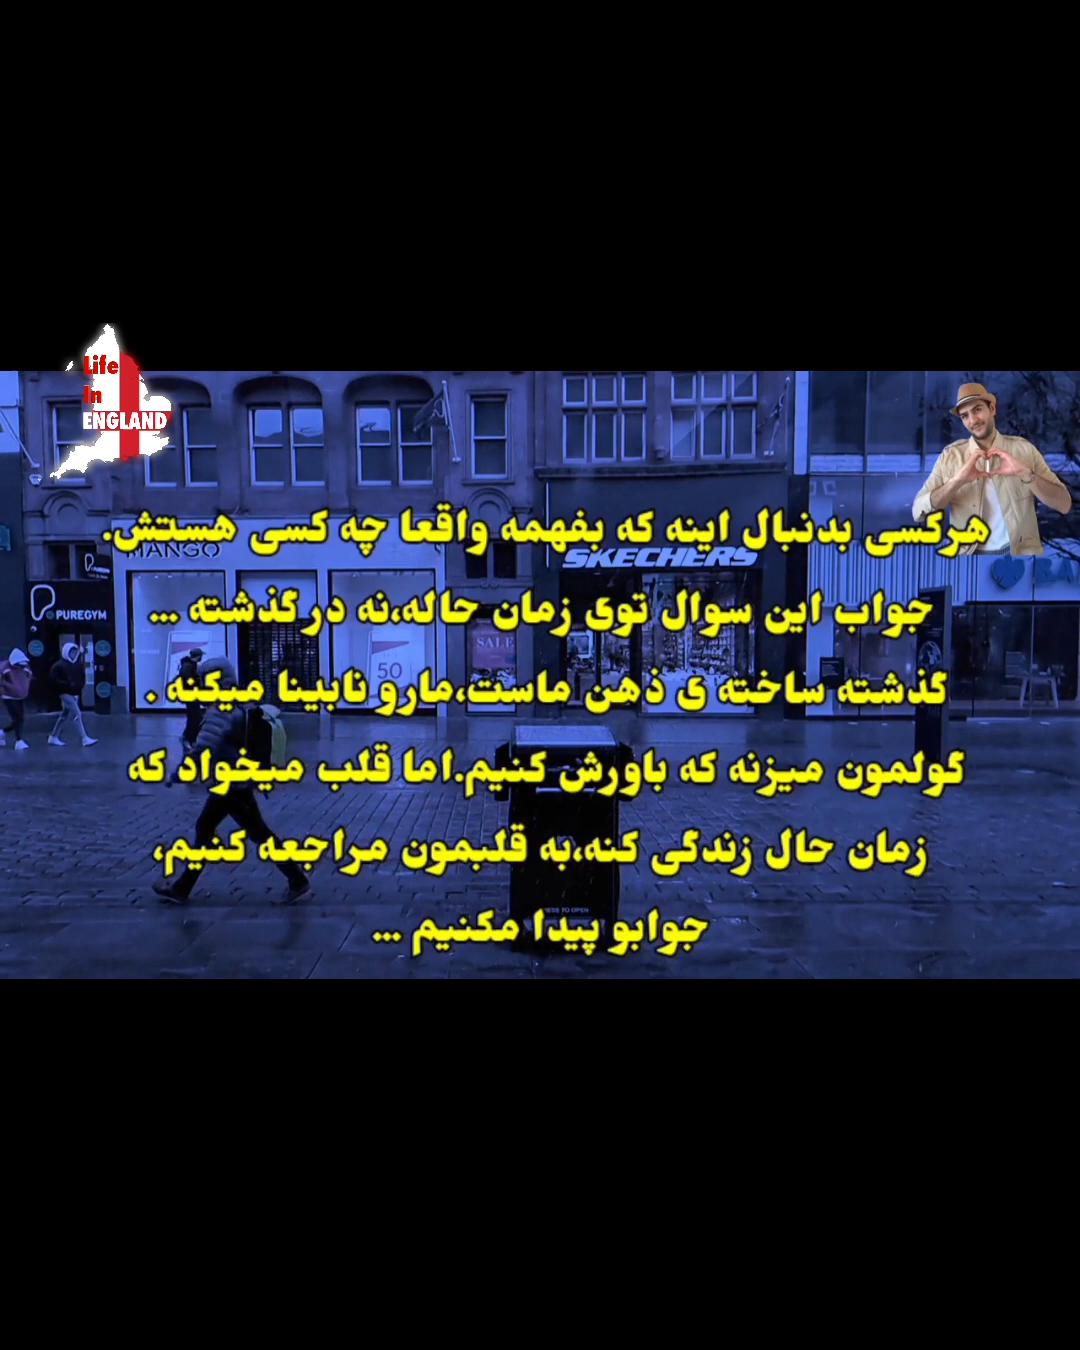 Life
In
ENGLAND
هرکسی بدنبال اینه که بفهمه واقعا چه کسی هستش.
MANGO
SKECHERS
PUREGYM
جواب این سوال توی زمان حاله،نه در گذشته ...
SALE
50
گذشته ساخته ی ذهن ماست،مارو نابینا میکنه .
گولمون میزنه که باورش کنیم.اما قلب میخواد که
زمان حال زندگی کنه،به قلبمون مراجعه کنیم،
جوابو پیدا مکنیم ...